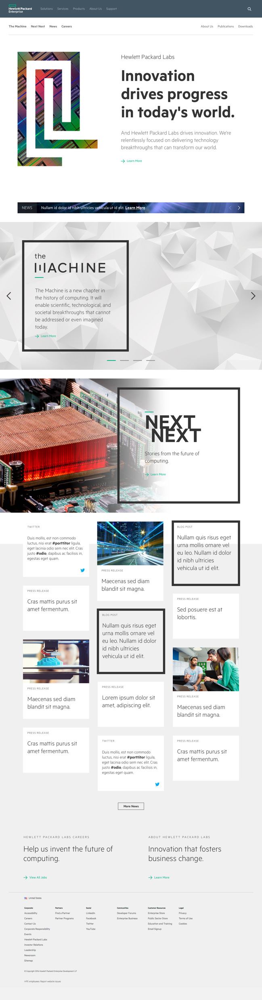 Hewlett Packard
Enterprise
Solutions Services Products About Us Support
The Machine Next Next News Careers
About Us Publications Downloads
Hewlett Packard Labs
Innovation
drives progress
in today's world.
And Hewlett Packard Labs drives innovation. We're
relentlessly focused on delivering technology
breakthroughs that can transform our world.
Learn More
NEWS
Nullam id dolor id nibh ultricies vehicula ut id elit. Learn More
the
MACHINE
The Machine is a new chapter in
the history of computing. It will
enable scientific, technological, and
societal breakthroughs that cannot
be addressed or even imagined
today.
Learn More
NEXT
NEXT
Stories from the future of
computing.
Learn More
TWITTER
Duis mollis, est non commodo
luctus, nisi erat #porttitor ligula,
eget lacinia odio sem nec elit. Cras
justo #odio, dapibus ac facilisis in,
egestas eget quam.
PRESS RELEASE
Cras mattis purus sit
amet fermentum.
PRESS RELEASE
Maecenas sed diam
blandit sit magna.
PRESS RELEASE
Cras mattis purus sit
amet fermentum.
PRESS RELEASE
Maecenas sed diam
blandit sit magna.
BLOG POST
Nullam quis risus eget
urna mollis ornare vel
eu leo. Nullam id dolor
id nibh ultricies
vehicula ut id elit.
PRESS RELEASE
Lorem ipsum dolor sit
amet, adipiscing elit.
TWITTER
Duis mollis, est non commodo
luctus, nisi erat #porttitor ligula,
eget lacinia odio sem nec elit. Cras
justo #odio, dapibus ac facilisis in,
egestas eget quam.
BLOG POST
Nullam quis risus eget
urna mollis ornare vel
eu leo. Nullam id dolor
id nibh ultricies
vehicula ut id elit.
PRESS RELEASE
Sed posuere est at
lobortis.
PRESS RELEASE
Maecenas sed diam
blandit sit magna.
PRESS RELEASE
Cras mattis purus sit
amet fermentum.
More News
HEWLETT PACKARD LABS CAREERS
Help us invent the future of
computing.
View All Jobs
ABOUT HEWLETT PACKARD LABS
Innovation that fosters
business change.
Learn More
United States
Corporate
Accessibility
Careers
Contact Us
Corporate Responsibility
Events
Hewlett Packard Labs
Investor Relations
Leadership
Newsroom
Sitemap
Partners
Find a Partner
Partner Programs
Social
LinkedIn
Facebook
Twitter
YouTube
Communities
Developer Forums
Enterprise Business
Customer Resources
Enterprise Store
Public Sector Store
Education and Training
Email Signup
Legal
Privacy
Terms of Use
Cookies
© Copyright 2016 Hewlett Packard Enterprise Development LP
HPE employees: Report website issues